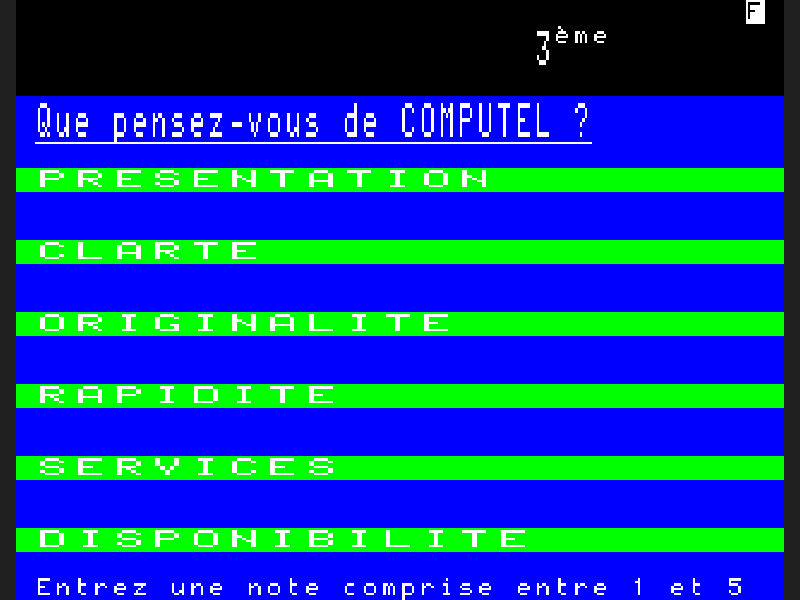 F
3ème
Que pensez-vous de COMPUTEL ?
PRESENTATION
CLARTE
ORIGINALITE
RAPIDITE
SERVICES
DISPONIBILITE
Entrez une note comprise entre 1 et 5